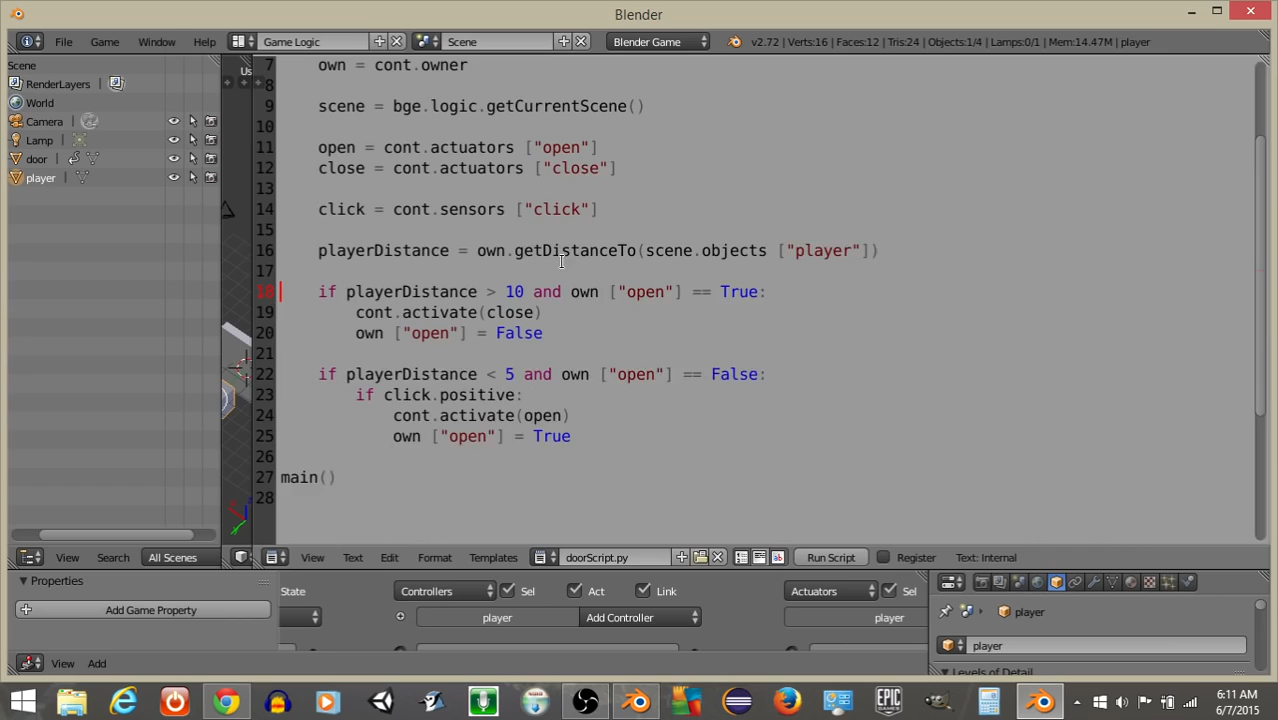 Blender
File Game Window Help Game Logic Scene Blender Game v2.72 | Verts:16 | Faces:12 | Tris:24 | Objects:1/4 | Lamps:0/1 | Mem:14.47M | player
Scene
RenderLayers |
World
Camera
Lamp
door
player
Us
7 own = cont.owner
8
9 scene = bge.logic.getCurrentScene()
10
11 open = cont.actuators ["open"]
12 close = cont.actuators ["close"]
13
14 click = cont.sensors ["click"]
15
16 playerDistance = own.getDistanceTo(scene.objects ["player"])
17
18 if playerDistance > 10 and own ["open"] == True:
19 cont.activate(close)
20 own ["open"] = False
21
22 if playerDistance < 5 and own ["open"] == False:
23 if click.positive:
24 cont.activate(open)
25 own ["open"] = True
26
27 main()
28
View Search All Scenes View Text Edit Format Templates doorScript.py Run Script Register Text: Internal
Properties
Add Game Property
State Controllers Sel Act Link Actuators Sel
player Add Controller player
player
player
Levels of Detail
View Add
6:11 AM
6/7/2015
EPIC GAMES